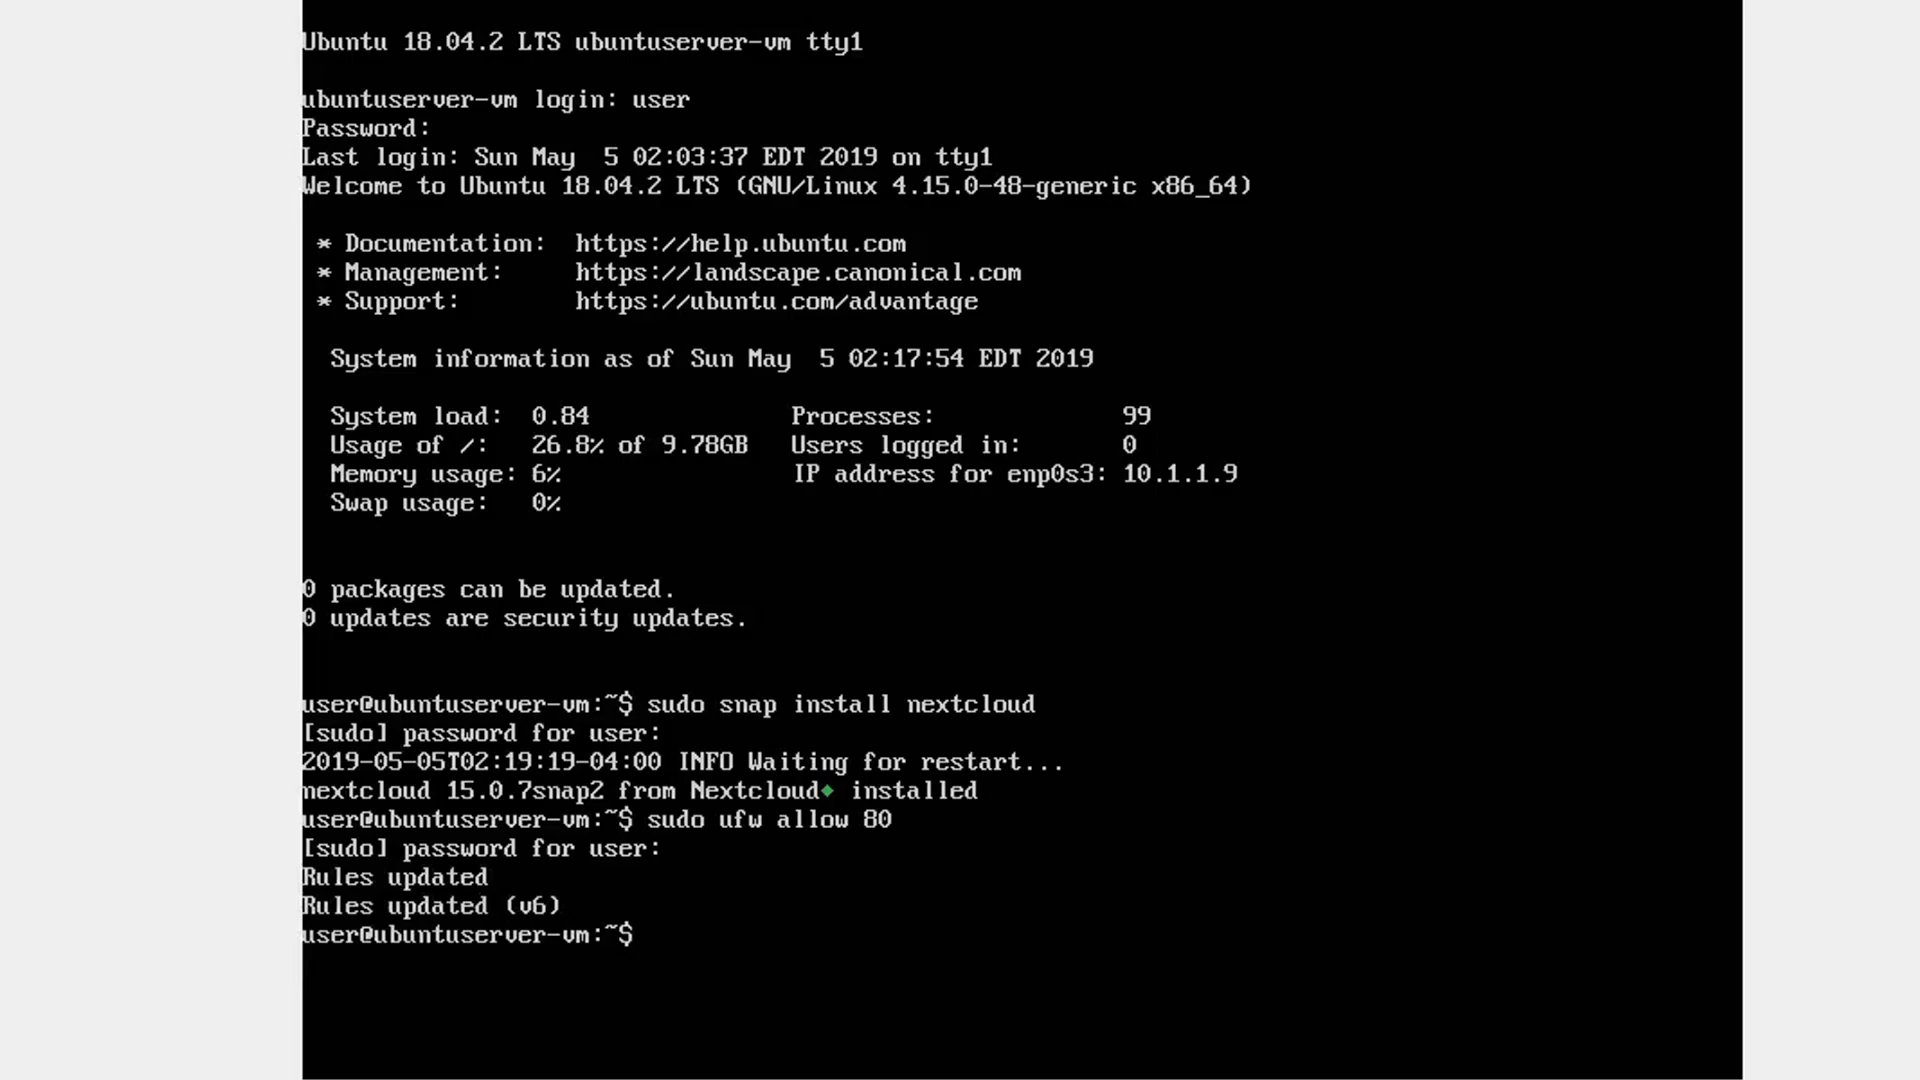 Ubuntu 18.04.2 LTS ubuntuserver-vm tty1
ubuntuserver-vm login: user
Password:
Last login: Sun May  5 02:03:37 EDT 2019 on tty1
Welcome to Ubuntu 18.04.2 LTS (GNU/Linux 4.15.0-48-generic x86_64)
 * Documentation:  https://help.ubuntu.com
 * Management:     https://landscape.canonical.com
 * Support:        https://ubuntu.com/advantage
  System information as of Sun May  5 02:17:54 EDT 2019
  System load:  0.84              Processes:             99
  Usage of /:   26.8% of 9.78GB   Users logged in:       0
  Memory usage: 6%                IP address for enp0s3: 10.1.1.9
  Swap usage:   0%
0 packages can be updated.
0 updates are security updates.
user@ubuntuserver-vm:~$ sudo snap install nextcloud
[sudo] password for user:
2019-05-05T02:19:19-04:00 INFO Waiting for restart...
nextcloud 15.0.7snap2 from Nextcloud◆ installed
user@ubuntuserver-vm:~$ sudo ufw allow 80
[sudo] password for user:
Rules updated
Rules updated (v6)
user@ubuntuserver-vm:~$